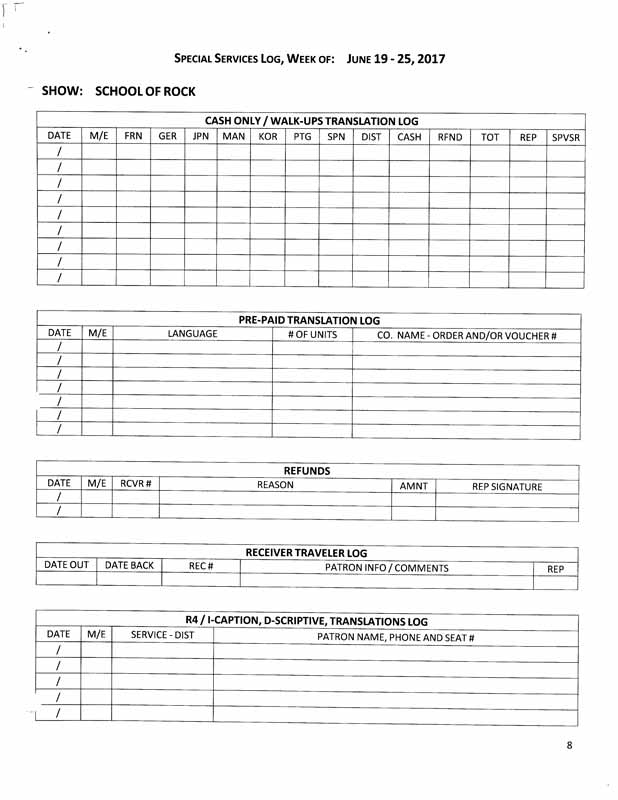 SPECIAL SERVICES LOG, WEEK OF: JUNE 19 - 25, 2017
SHOW: SCHOOL OF ROCK
CASH ONLY / WALK-UPS TRANSLATION LOG
DATE M/E FRN GER JPN MAN KOR PTG SPN DIST CASH RFND TOT REP SPVSR
/
/
/
/
/
/
/
/
/
PRE-PAID TRANSLATION LOG
DATE M/E LANGUAGE # OF UNITS CO. NAME - ORDER AND/OR VOUCHER #
/
/
/
/
/
/
/
REFUNDS
DATE M/E RCVR # REASON AMNT REP SIGNATURE
/
/
RECEIVER TRAVELER LOG
DATE OUT DATE BACK REC # PATRON INFO / COMMENTS REP
R4 / I-CAPTION, D-SCRIPTIVE, TRANSLATIONS LOG
DATE M/E SERVICE - DIST PATRON NAME, PHONE AND SEAT #
/
/
/
/
/
8